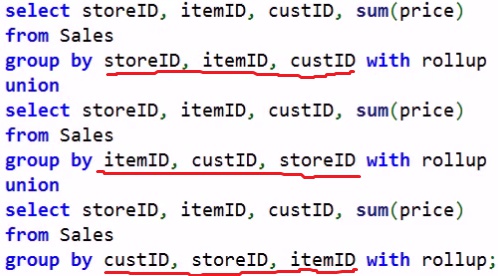 select storeID, itemID, custID, sum(price)
from Sales
group by storeID, itemID, custID with rollup
union
select storeID, itemID, custID, sum(price)
from Sales
group by itemID, custID, storeID with rollup
union
select storeID, itemID, custID, sum(price)
from Sales
group by custID, storeID, itemID with rollup;